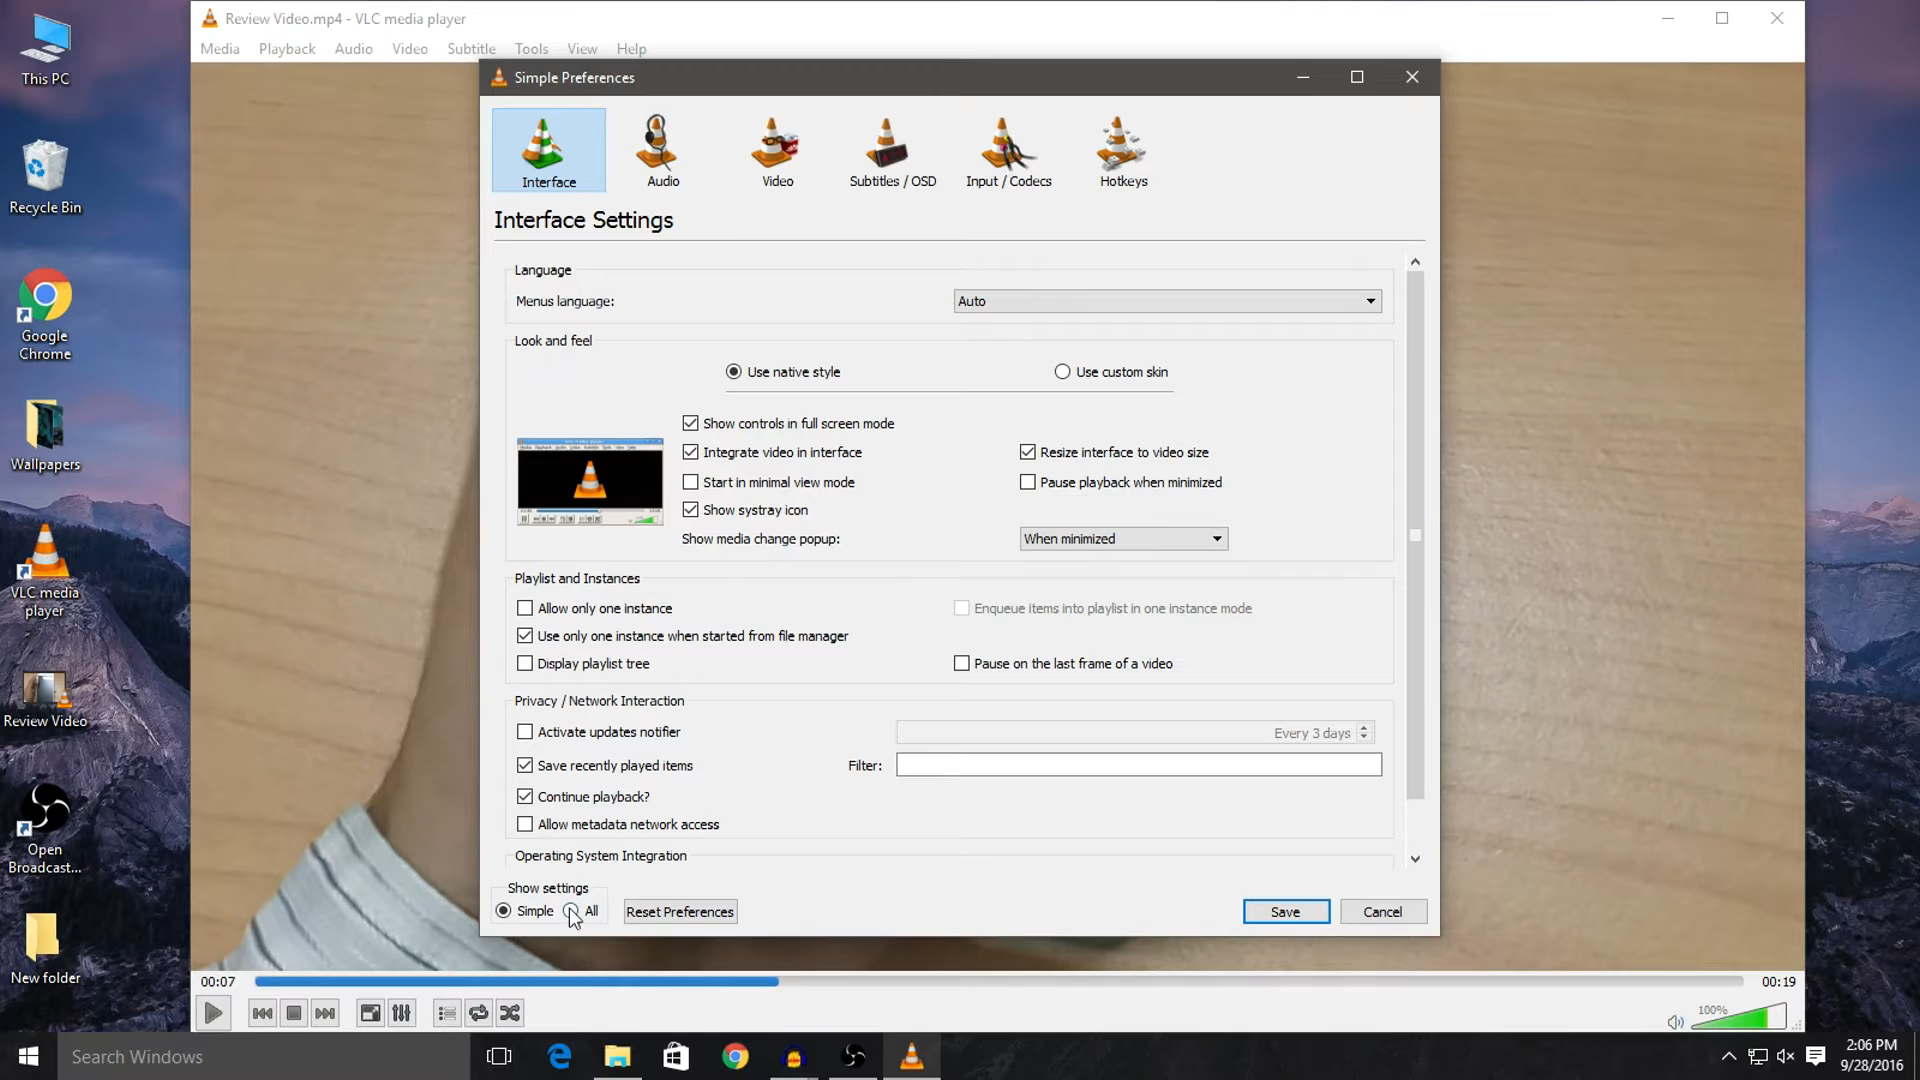 Review Video.mp4 - VLC media player
Media Playback Audio Video Subtitle Tools View Help
This PC
Recycle Bin
Google
Chrome
Wallpapers
VLC media
player
Review Video
Open
Broadcast...
New folder
Simple Preferences
Interface Audio Video Subtitles / OSD Input / Codecs Hotkeys
Interface Settings
Language
Menus language: Auto
Look and feel
Use native style Use custom skin
Show controls in full screen mode
Integrate video in interface Resize interface to video size
Start in minimal view mode Pause playback when minimized
Show systray icon
Show media change popup: When minimized
Playlist and Instances
Allow only one instance Enqueue items into playlist in one instance mode
Use only one instance when started from file manager
Display playlist tree Pause on the last frame of a video
Privacy / Network Interaction
Activate updates notifier Every 3 days
Save recently played items Filter:
Continue playback?
Allow metadata network access
Operating System Integration
Show settings
Simple All Reset Preferences Save Cancel
00:07 00:19
100%
Search Windows
2:06 PM
9/28/2016